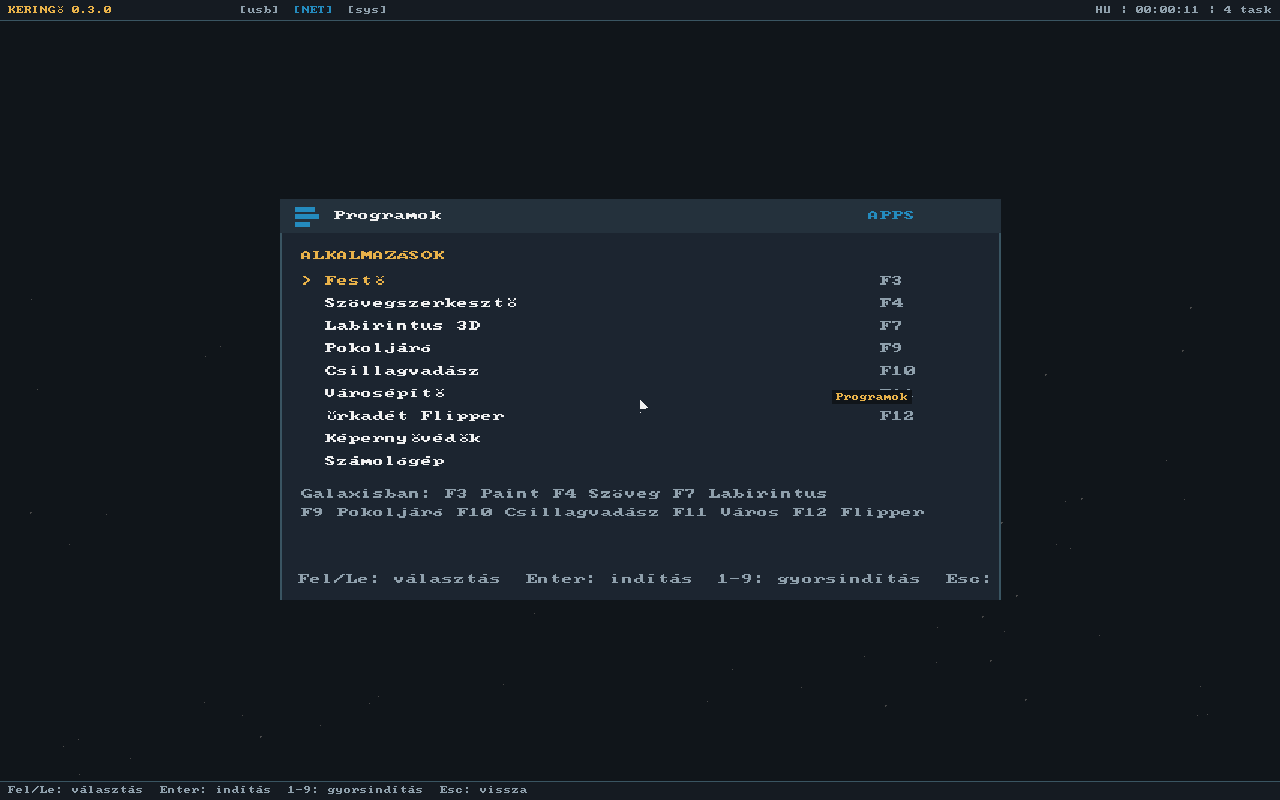 KERINGŐ 0.3.0 [usb] [NET] [sys] HU | 00:00:11 | 4 task
Programok APPS
ALKALMAZÁSOK
> Festő F3
Szövegszerkesztő F4
Labirintus 3D F7
Pokoljáró F9
Csillagvadász F10
Városépítő
Programok
Űrkadét Flipper F12
Képernyővédők
Számológép
Galaxisban: F3 Paint F4 Szöveg F7 Labirintus
F9 Pokoljáró F10 Csillagvadász F11 Város F12 Flipper
Fel/Le: választás Enter: indítás 1-9: gyorsindítás Esc:
Fel/Le: választás Enter: indítás 1-9: gyorsindítás Esc: vissza